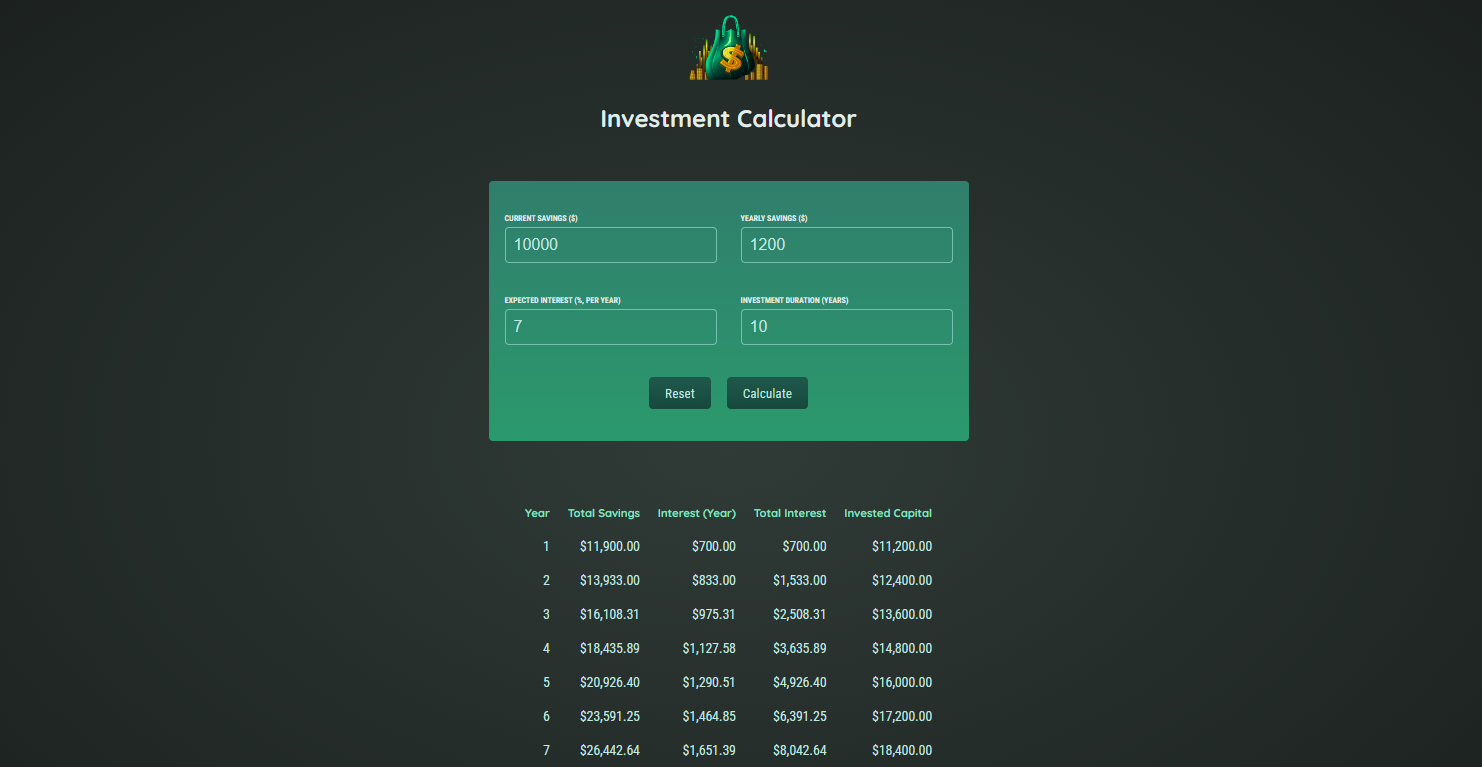 $
Investment Calculator
CURRENT SAVINGS ($) YEARLY SAVINGS ($)
10000 1200
EXPECTED INTEREST (%, PER YEAR) INVESTMENT DURATION (YEARS)
7 10
Reset Calculate
Year Total Savings Interest (Year) Total Interest Invested Capital
1 $11,900.00 $700.00 $700.00 $11,200.00
2 $13,933.00 $833.00 $1,533.00 $12,400.00
3 $16,108.31 $975.31 $2,508.31 $13,600.00
4 $18,435.89 $1,127.58 $3,635.89 $14,800.00
5 $20,926.40 $1,290.51 $4,926.40 $16,000.00
6 $23,591.25 $1,464.85 $6,391.25 $17,200.00
7 $26,442.64 $1,651.39 $8,042.64 $18,400.00